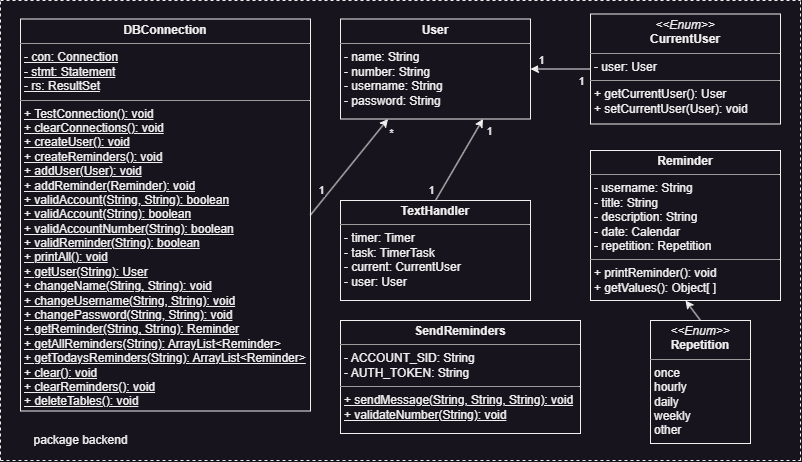 DBConnection
- con: Connection
- stmt: Statement
- rs: ResultSet
+ TestConnection(): void
+ clearConnections(): void
+ createUser(): void
+ createReminders(): void
+ addUser(User): void
+ addReminder(Reminder): void
+ validAccount(String, String): boolean
+ validAccount(String): boolean
+ validAccountNumber(String): boolean
+ validReminder(String): boolean
+ printAll(): void
+ getUser(String): User
+ changeName(String, String): void
+ changeUsername(String, String): void
+ changePassword(String, String): void
+ getReminder(String, String): Reminder
+ getAllReminders(String): ArrayList<Reminder>
+ getTodaysReminders(String): ArrayList<Reminder>
+ clear(): void
+ clearReminders(): void
+ deleteTables(): void
User
- name: String
- number: String
- username: String
- password: String
<<Enum>>
CurrentUser
- user: User
+ getCurrentUser(): User
+ setCurrentUser(User): void
1
1
*
1
1
1
TextHandler
- timer: Timer
- task: TimerTask
- current: CurrentUser
- user: User
Reminder
- username: String
- title: String
- description: String
- date: Calendar
- repetition: Repetition
+ printReminder(): void
+ getValues(): Object[ ]
SendReminders
- ACCOUNT_SID: String
- AUTH_TOKEN: String
+ sendMessage(String, String, String): void
+ validateNumber(String): void
<<Enum>>
Repetition
once
hourly
daily
weekly
other
package backend